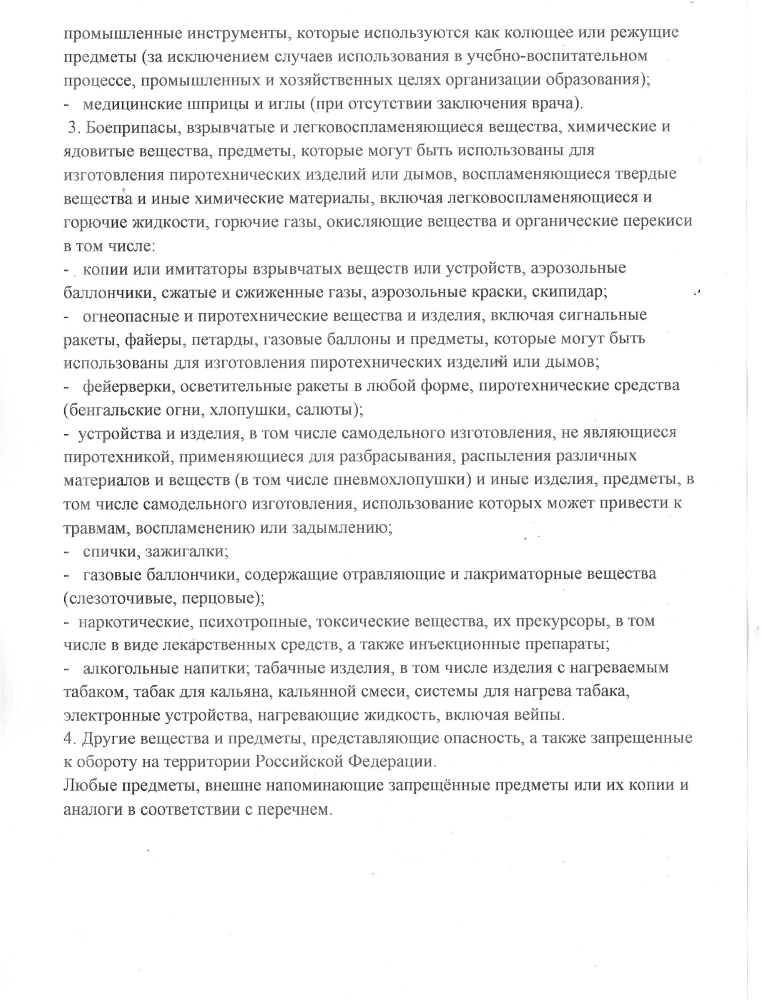 промышленные инструменты, которые используются как колющее или режущие
предметы (за исключением случаев использования в учебно-воспитательном
процессе, промышленных и хозяйственных целях организации образования);
- медицинские шприцы и иглы (при отсутствии заключения врача).
3. Боеприпасы, взрывчатые и легковоспламеняющиеся вещества, химические и
ядовитые вещества, предметы, которые могут быть использованы для
изготовления пиротехнических изделий или дымов, воспламеняющиеся твердые
вещества и иные химические материалы, включая легковоспламеняющиеся и
горючие жидкости, горючие газы, окисляющие вещества и органические перекиси
в том числе:
- копии или имитаторы взрывчатых веществ или устройств, аэрозольные
баллончики, сжатые и сжиженные газы, аэрозольные краски, скипидар;
- огнеопасные и пиротехнические вещества и изделия, включая сигнальные
ракеты, файеры, петарды, газовые баллоны и предметы, которые могут быть
использованы для изготовления пиротехнических изделий или дымов;
- фейерверки, осветительные ракеты в любой форме, пиротехнические средства
(бенгальские огни, хлопушки, салюты);
- устройства и изделия, в том числе самодельного изготовления, не являющиеся
пиротехникой, применяющиеся для разбрасывания, распыления различных
материалов и веществ (в том числе пневмохлопушки) и иные изделия, предметы, в
том числе самодельного изготовления, использование которых может привести к
травмам, воспламенению или задымлению;
- спички, зажигалки;
- газовые баллончики, содержащие отравляющие и лакриматорные вещества
(слезоточивые, перцовые);
- наркотические, психотропные, токсические вещества, их прекурсоры, в том
числе в виде лекарственных средств, а также инъекционные препараты;
- алкогольные напитки; табачные изделия, в том числе изделия с нагреваемым
табаком, табак для кальяна, кальянной смеси, системы для нагрева табака,
электронные устройства, нагревающие жидкость, включая вейпы.
4. Другие вещества и предметы, представляющие опасность, а также запрещенные
к обороту на территории Российской Федерации.
Любые предметы, внешне напоминающие запрещённые предметы или их копии и
аналоги в соответствии с перечнем.